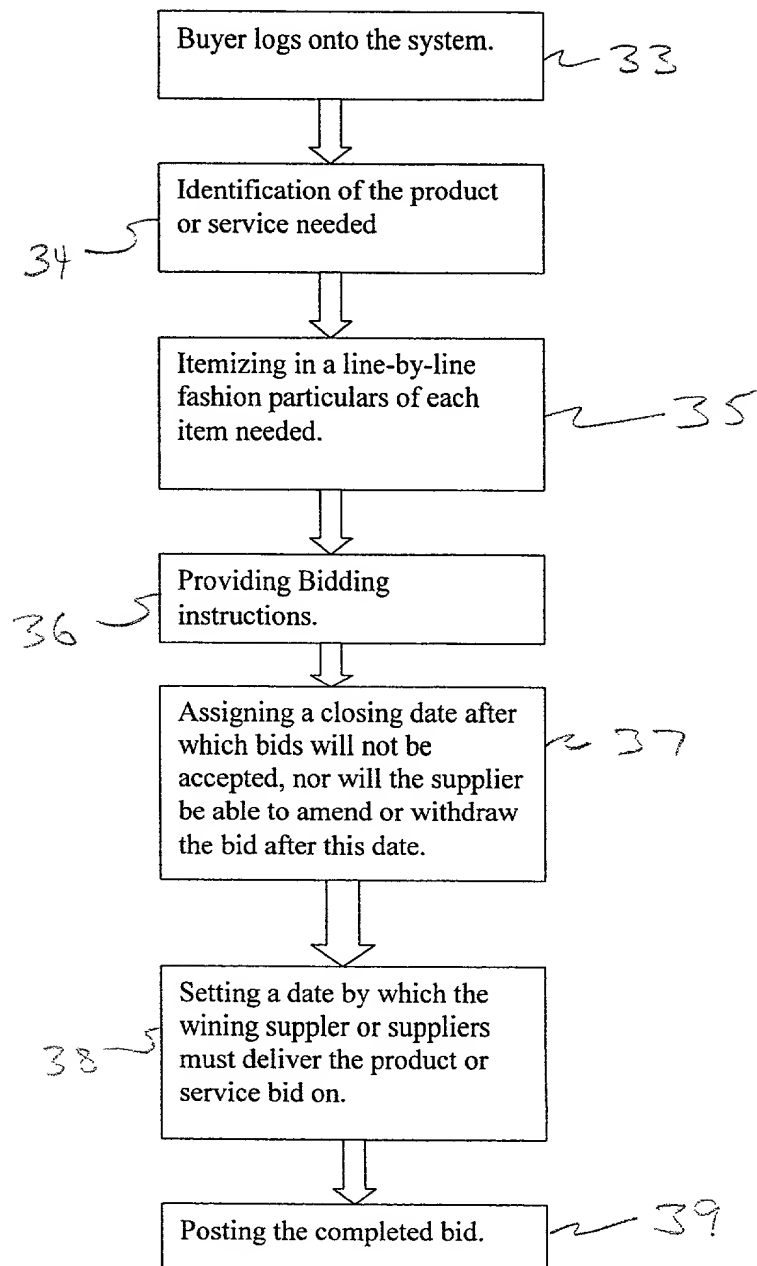 Buyer logs onto the system.
33
Identification of the product
or service needed
34
Itemizing in a line-by-line
fashion particulars of each
item needed.
35
Providing Bidding
instructions.
36
Assigning a closing date after
which bids will not be
accepted, nor will the supplier
be able to amend or withdraw
the bid after this date.
37
Setting a date by which the
wining suppler or suppliers
must deliver the product or
service bid on.
38
Posting the completed bid.
39